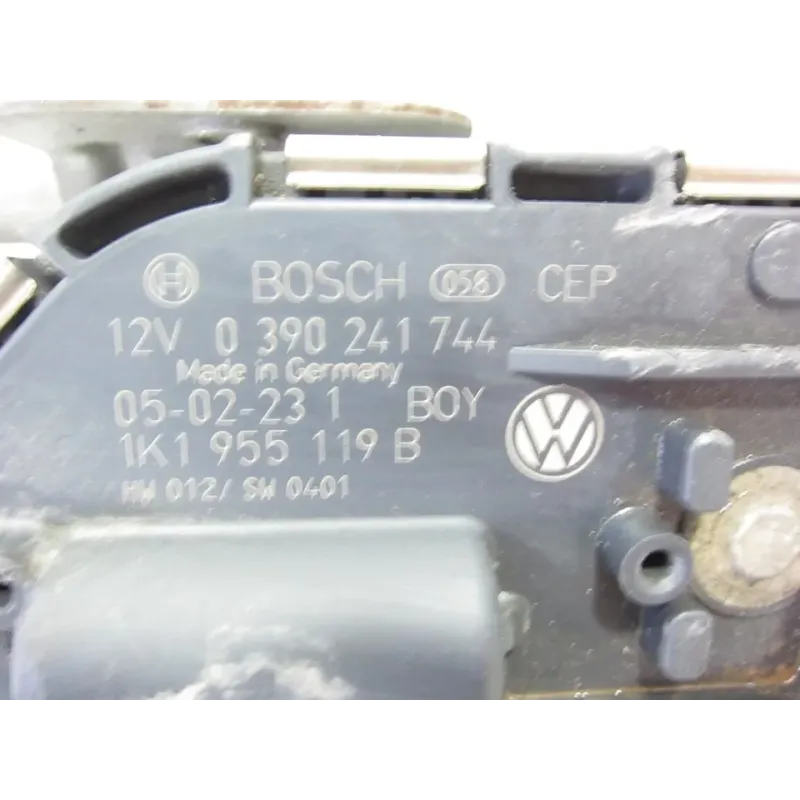 BOSCH 058 CEP
12V 0 390 241 744
Made in Germany
05-02-23 1 BOY
1K1 955 119 B
HW 012/ SW 0401